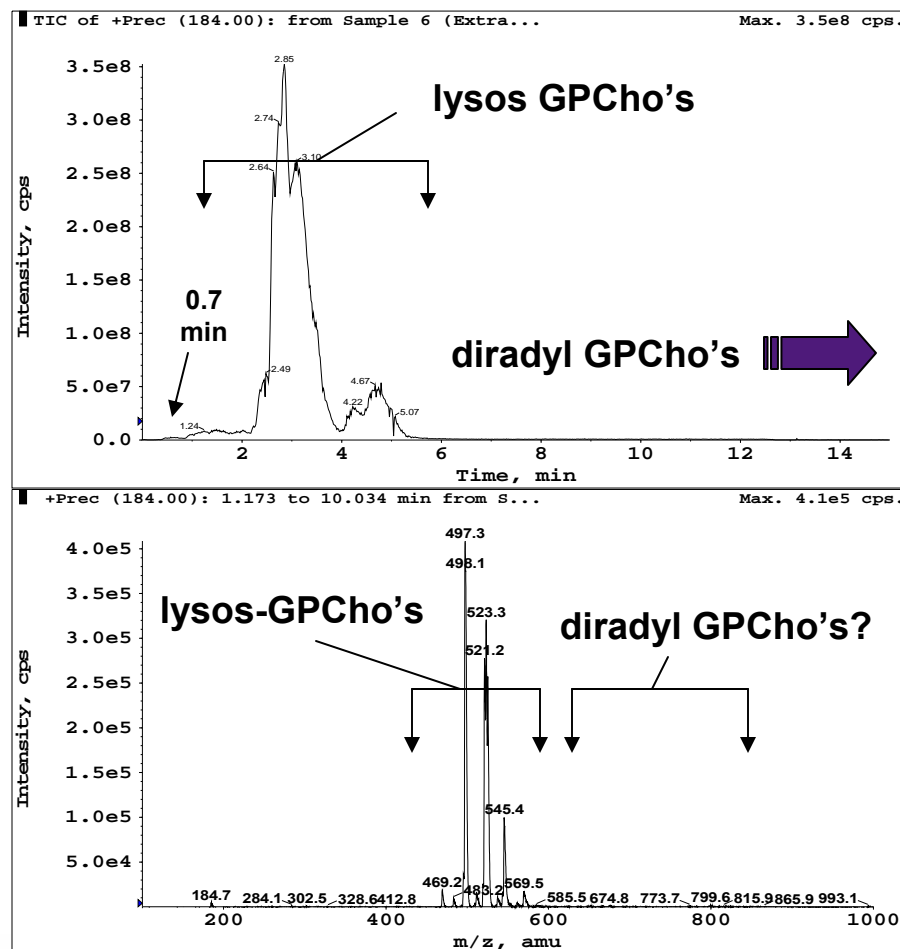 TIC of +Prec (184.00): from Sample 6 (Extra... Max. 3.5e8 cps.
2.85
3.5e8
lysos GPCho's
3.0e8
2.74
2.64
3.10
2.5e8
2.0e8
Intensity, cps
1.5e8
0.7
min
1.0e8
diradyl GPCho's
5.0e7
2.49
4.67
4.22
5.07
1.24
0.0
2 4 6 8 10 12 14
Time, min
+Prec (184.00): 1.173 to 10.034 min from S... Max. 4.1e5 cps.
497.3
4.0e5
498.1
3.5e5
lysos-GPCho's
523.3
diradyl GPCho's?
3.0e5
521.2
2.5e5
Intensity, cps
2.0e5
1.5e5
545.4
1.0e5
5.0e4
469.2
483.2
569.5
184.7
284.1 302.5 328.6 412.8 585.5 674.8 773.7 799.6 815.9 865.9 993.1
200 400 600 800 1000
m/z, amu